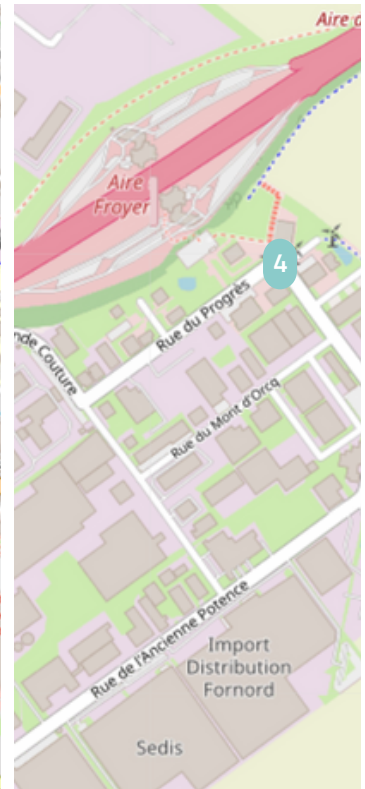 Aire d
Aire
Froyer
4
Rue du Progrès
nde Couture
Rue du Mont d'Orcq
Rue de l'Ancienne Potence
Import
Distribution
Fornord
Sedis